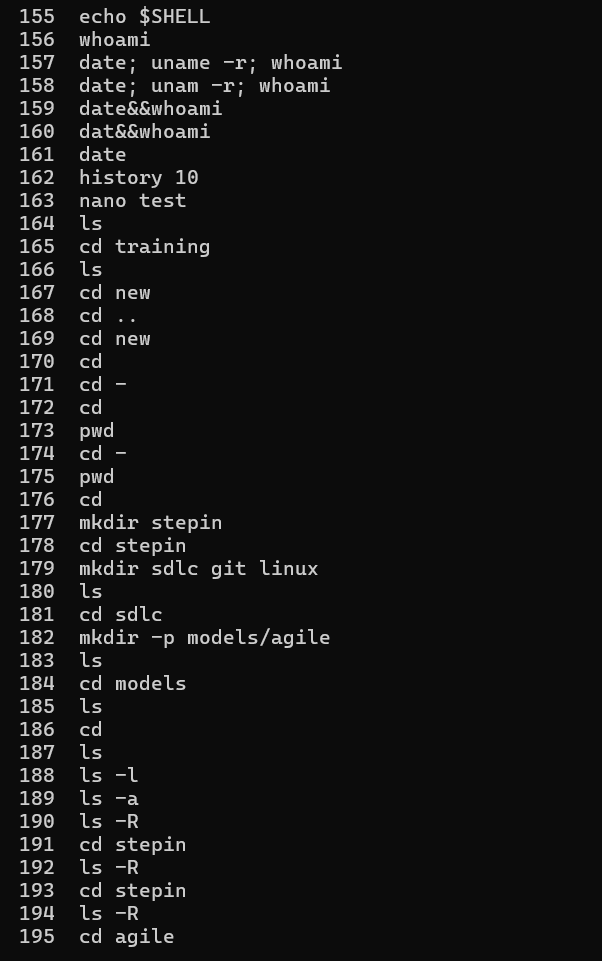 155  echo $SHELL
156  whoami
157  date; uname -r; whoami
158  date; unam -r; whoami
159  date&&whoami
160  dat&&whoami
161  date
162  history 10
163  nano test
164  ls
165  cd training
166  ls
167  cd new
168  cd ..
169  cd new
170  cd
171  cd -
172  cd
173  pwd
174  cd -
175  pwd
176  cd
177  mkdir stepin
178  cd stepin
179  mkdir sdlc git linux
180  ls
181  cd sdlc
182  mkdir -p models/agile
183  ls
184  cd models
185  ls
186  cd
187  ls
188  ls -l
189  ls -a
190  ls -R
191  cd stepin
192  ls -R
193  cd stepin
194  ls -R
195  cd agile